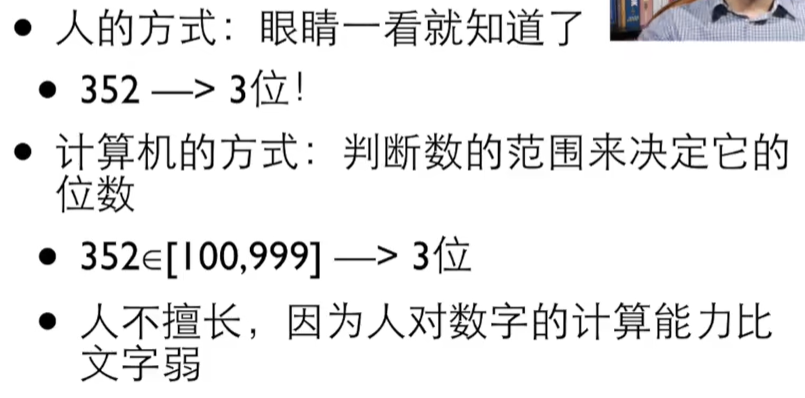 • 人的方式：眼睛一看就知道了
• 352 —> 3位！
• 计算机的方式：判断数的范围来决定它的
位数
• 352∈[100,999] —> 3位
• 人不擅长，因为人对数字的计算能力比
文字弱